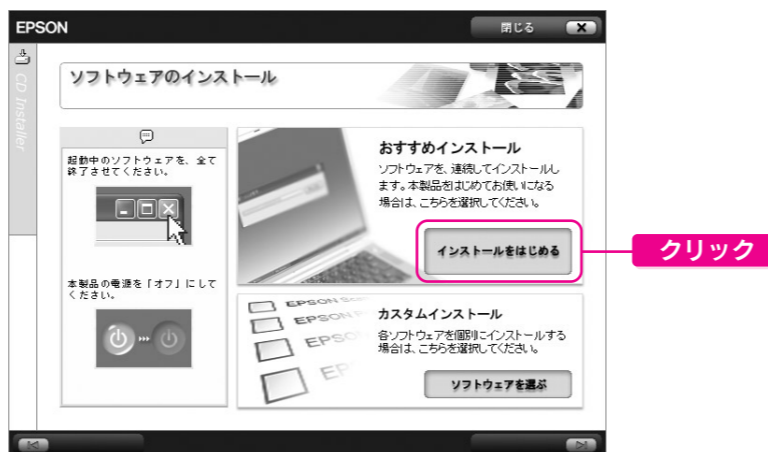 EPSON
閉じる
CD Installer
ソフトウェアのインストール
起動中のソフトウェアを、全て
終了させてください。
本製品の電源を「オフ」にして
ください。
おすすめインストール
ソフトウェアを、連続してインストールし
ます。本製品をはじめてお使いになる
場合は、こちらを選択してください。
インストールをはじめる
クリック
カスタムインストール
各ソフトウェアを個別にインストールする
場合は、こちらを選択してください。
ソフトウェアを選ぶ
EPSON
EPSON
EPS
EP